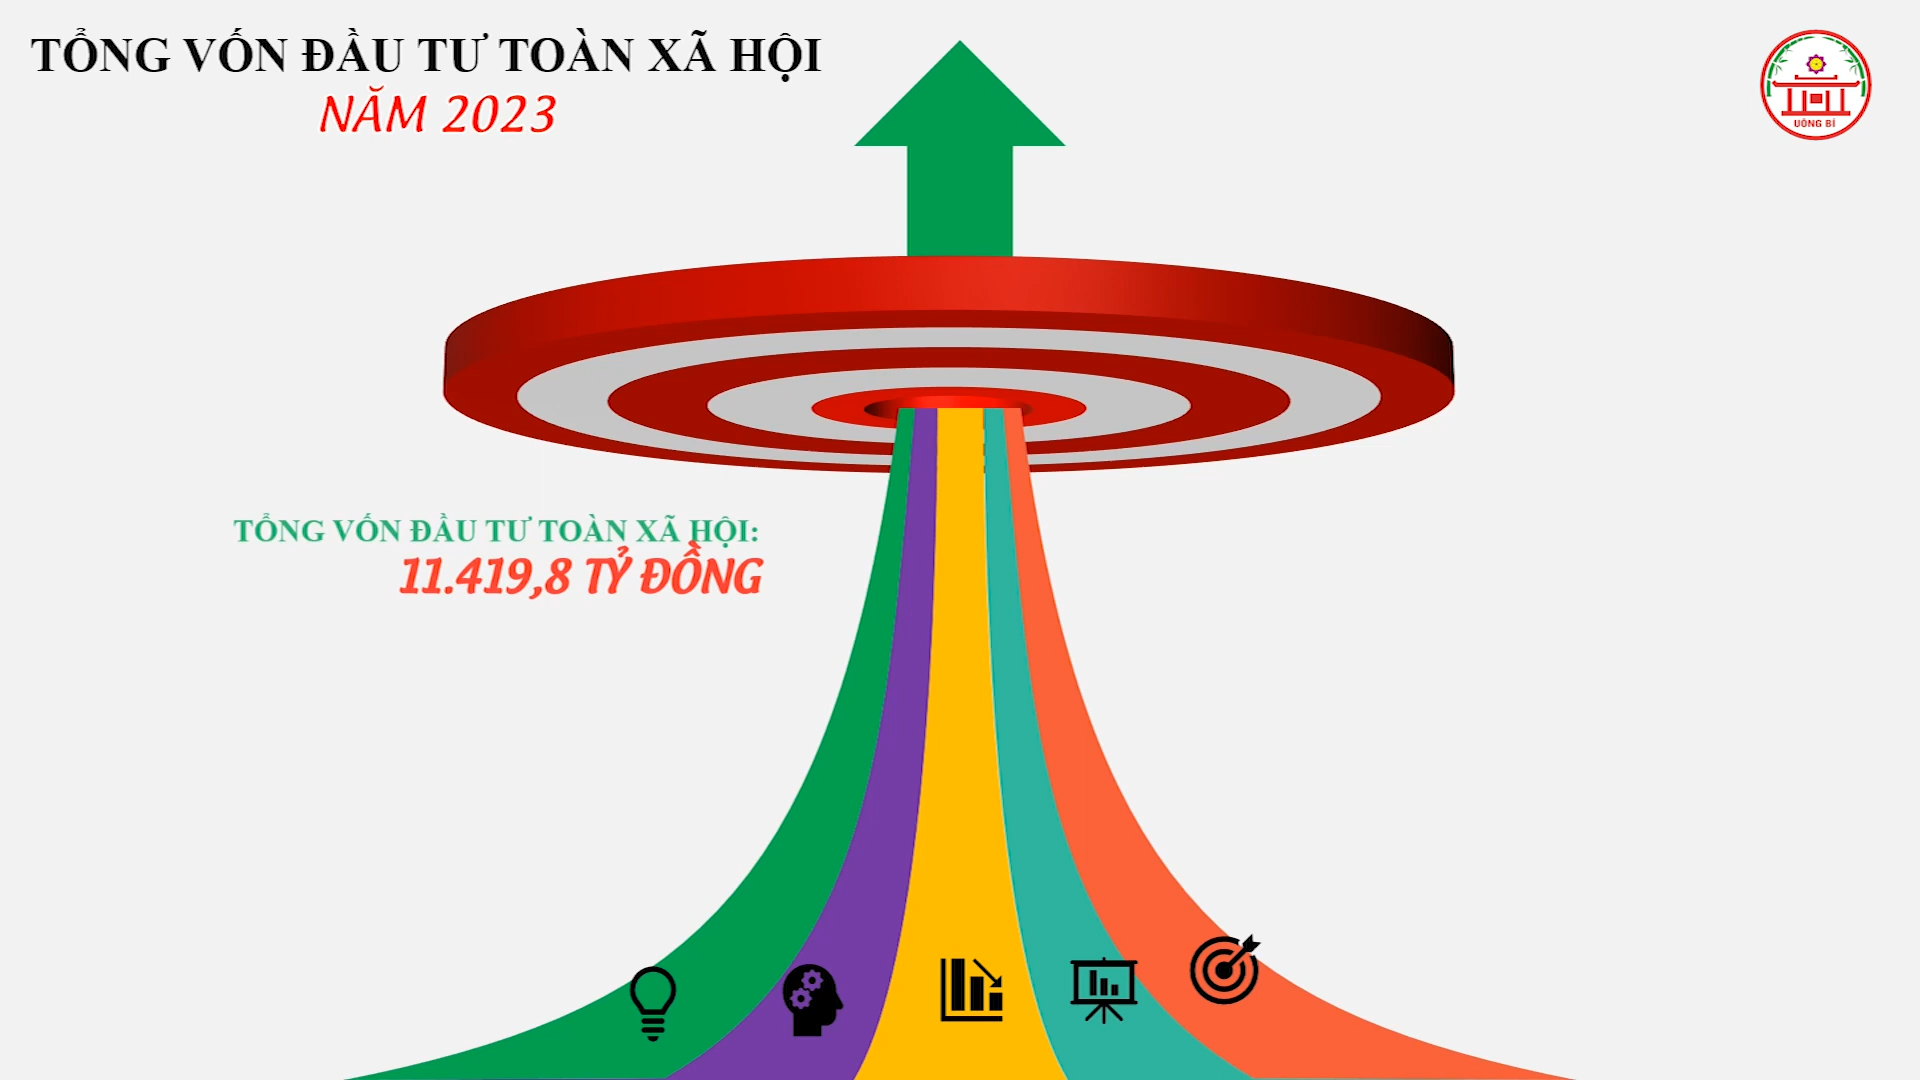 TỔNG VỐN ĐẦU TƯ TOÀN XÃ HỘI
NĂM 2023
UÔNG BÍ
TỔNG VỐN ĐẦU TƯ TOÀN XÃ HỘI:
11.419,8 TỶ ĐỒNG